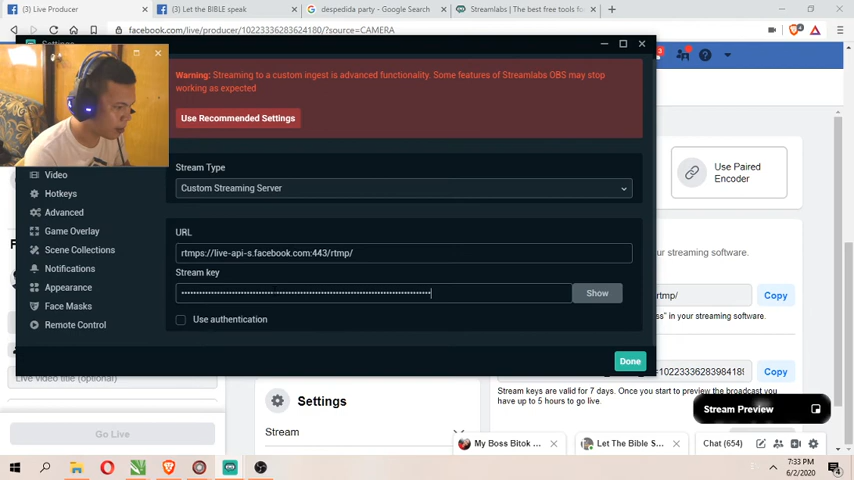 (3) Live Producer
(3) Let the BIBLE speak
despedida party - Google Search
Streamlabs | The best free tools fo
facebook.com/live/producer/10223336283624180/?source=CAMERA
Warning: Streaming to a custom ingest is advanced functionality. Some features of Streamlabs OBS may stop
working as expected
Use Recommended Settings
Stream Type
Custom Streaming Server
URL
rtmps://live-api-s.facebook.com:443/rtmp/
Stream key
Show
Use authentication
Done
Video
Hotkeys
Advanced
Game Overlay
Scene Collections
Notifications
Appearance
Face Masks
Remote Control
Use Paired
Encoder
streaming software.
rtmp/
Copy
ss" in your streaming software.
Copy
Stream keys are valid for 7 days. Once you start to preview the broadcast you
have up to 5 hours to go live.
Stream Preview
Live video title (optional)
Go Live
Settings
Stream
My Boss Bitok ...
Let The Bible S...
Chat (654)
7:33 PM
6/2/2020
4